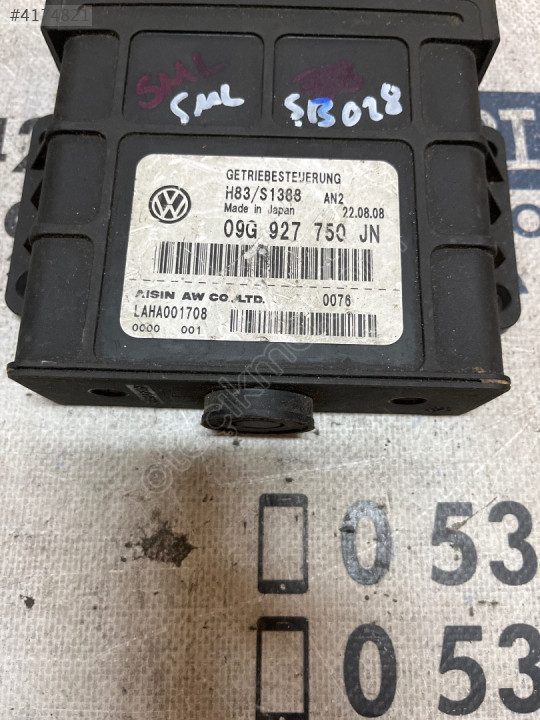 #4174821
SML
SML
SB028
GETRIEBESTEUERUNG
H83/S1388 AN2
Made in Japan 22.08.08
09G 927 750 JN
AISIN AW CO., LTD. 0076
LAHA001708
0000 001
0 53
0 53